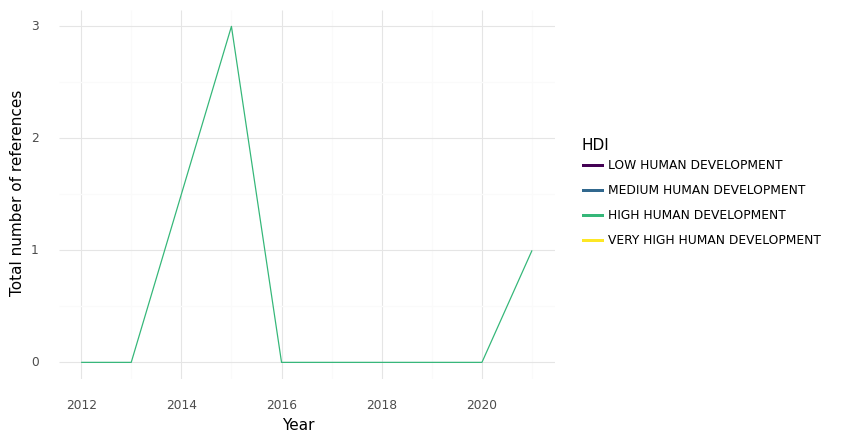 3
2
1
0
Total number of references
2012 2014 2016 2018 2020
Year
HDI
LOW HUMAN DEVELOPMENT
MEDIUM HUMAN DEVELOPMENT
HIGH HUMAN DEVELOPMENT
VERY HIGH HUMAN DEVELOPMENT